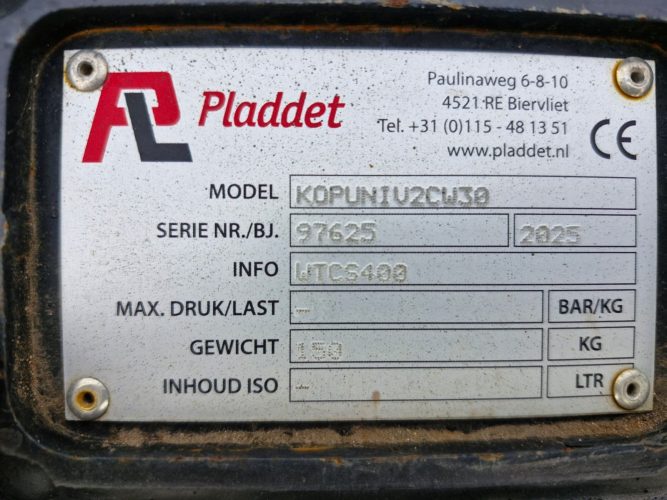 PL Pladdet
Paulinaweg 6-8-10
4521 RE Biervliet
Tel. +31 (0)115 - 48 13 51
www.pladdet.nl
CE
MODEL KOPUNIV2CW30
SERIE NR./BJ. 97625 2025
INFO WTCS400
MAX. DRUK/LAST - BAR/KG
GEWICHT 150 KG
INHOUD ISO - LTR